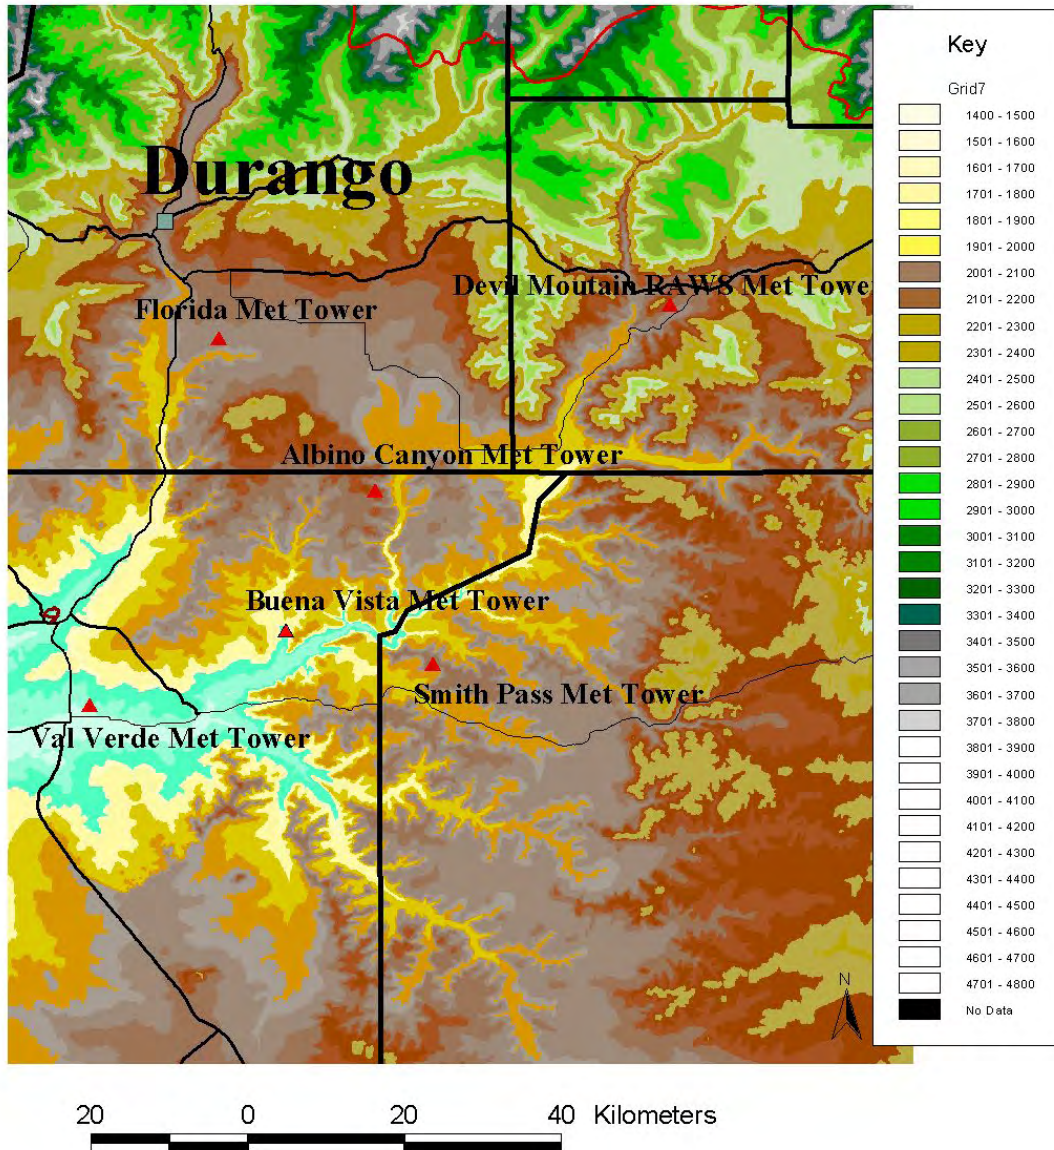 Durango
Devil Moutain RAWS Met Tower
Florida Met Tower
Albino Canyon Met Tower
Buena Vista Met Tower
Smith Pass Met Tower
Val Verde Met Tower
N
Key
Grid7
1400 - 1500
1501 - 1600
1601 - 1700
1701 - 1800
1801 - 1900
1901 - 2000
2001 - 2100
2101 - 2200
2201 - 2300
2301 - 2400
2401 - 2500
2501 - 2600
2601 - 2700
2701 - 2800
2801 - 2900
2901 - 3000
3001 - 3100
3101 - 3200
3201 - 3300
3301 - 3400
3401 - 3500
3501 - 3600
3601 - 3700
3701 - 3800
3801 - 3900
3901 - 4000
4001 - 4100
4101 - 4200
4201 - 4300
4301 - 4400
4401 - 4500
4501 - 4600
4601 - 4700
4701 - 4800
No Data
20 0 20 40 Kilometers